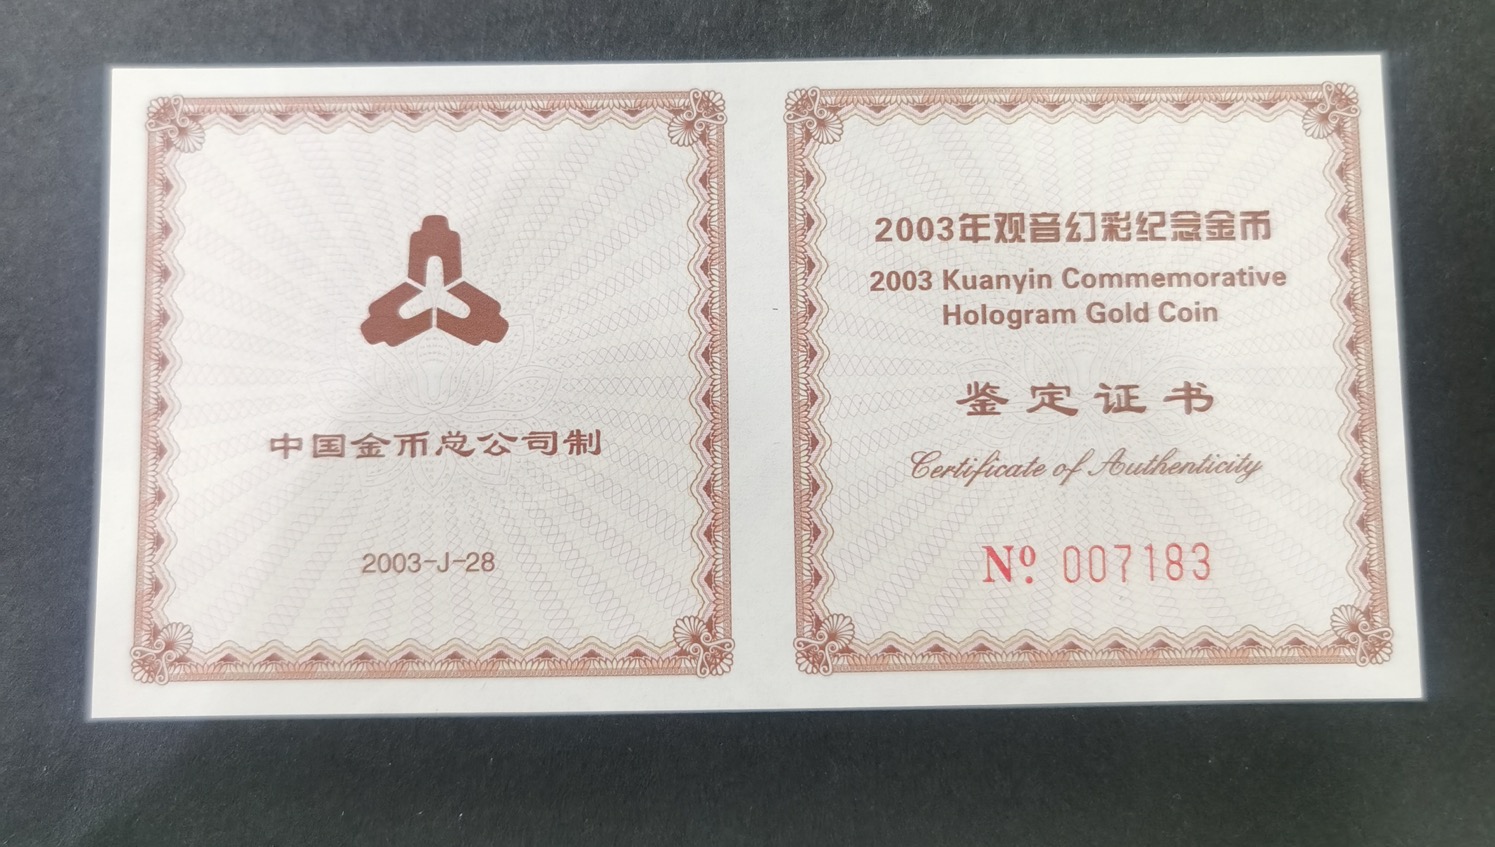 中国金币总公司制
2003-J-28
2003年观音幻彩纪念金币
2003 Kuanyin Commemorative
Hologram Gold Coin
鉴定证书
Certificate of Authenticity
Nº. 007183